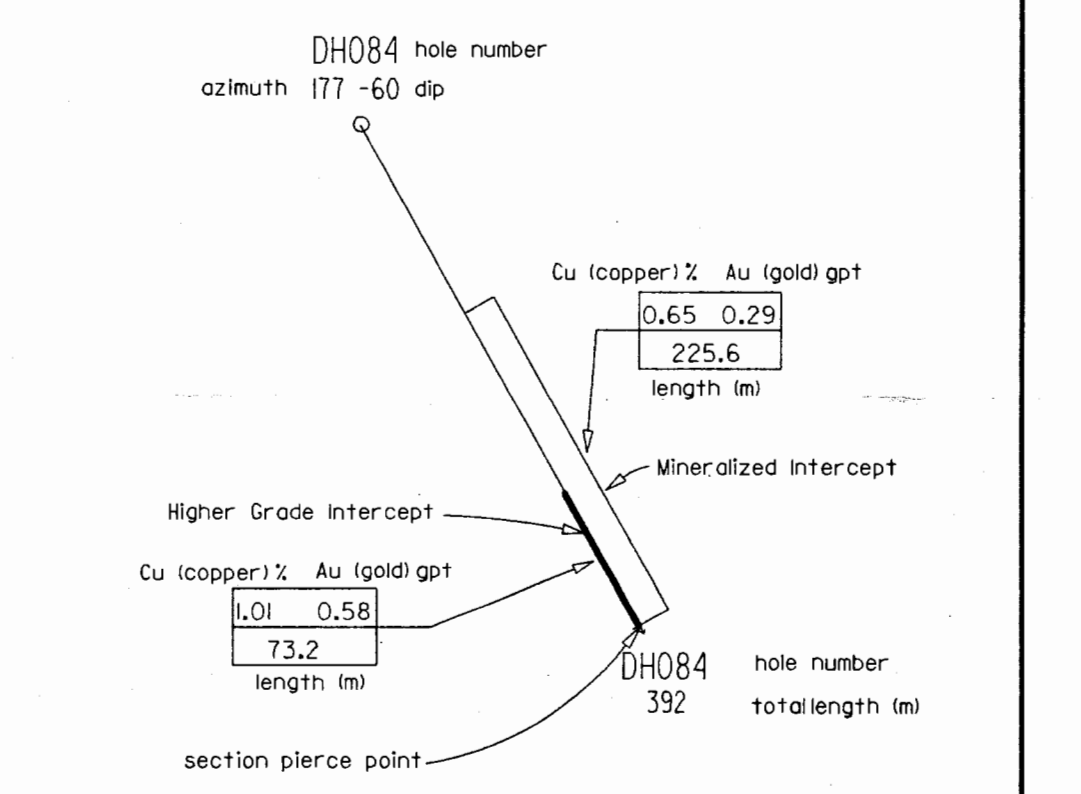 DH084 hole number
azimuth 177 -60 dip
Cu (copper) % Au (gold) gpt
0.65 0.29
225.6
length (m)
Mineralized Intercept
Higher Grade Intercept
Cu (copper) % Au (gold) gpt
1.01 0.58
73.2
length (m)
DH084 hole number
392 total length (m)
section pierce point